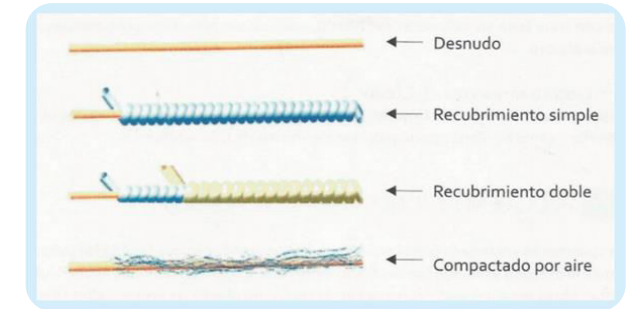 Desnudo
Recubrimiento simple
Recubrimiento doble
Compactado por aire